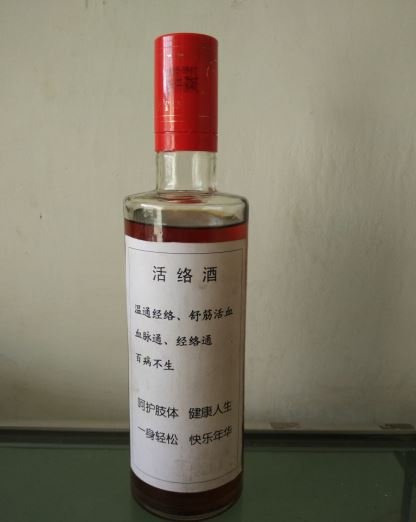 活络酒
温通经络、舒筋活血
血脉通、经络通
百病不生
呵护肢体 健康人生
一身轻松 快乐年华